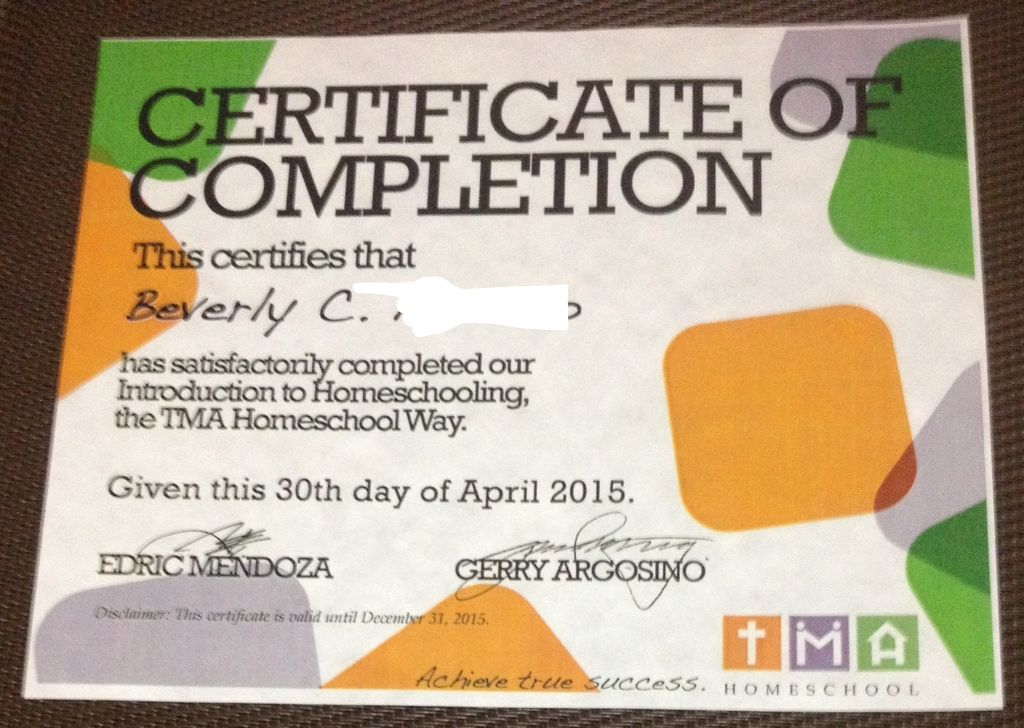 CERTIFICATE OF
COMPLETION
This certifies that
Beverly C.
has satisfactorily completed our
Introduction to Homeschooling,
the TMA Homeschool Way.
Given this 30th day of April 2015.
EDRIC MENDOZA
GERRY ARGOSINO
Disclaimer: This certificate is valid until December 31, 2015.
Achieve true success.
TMA
HOMESCHOOL